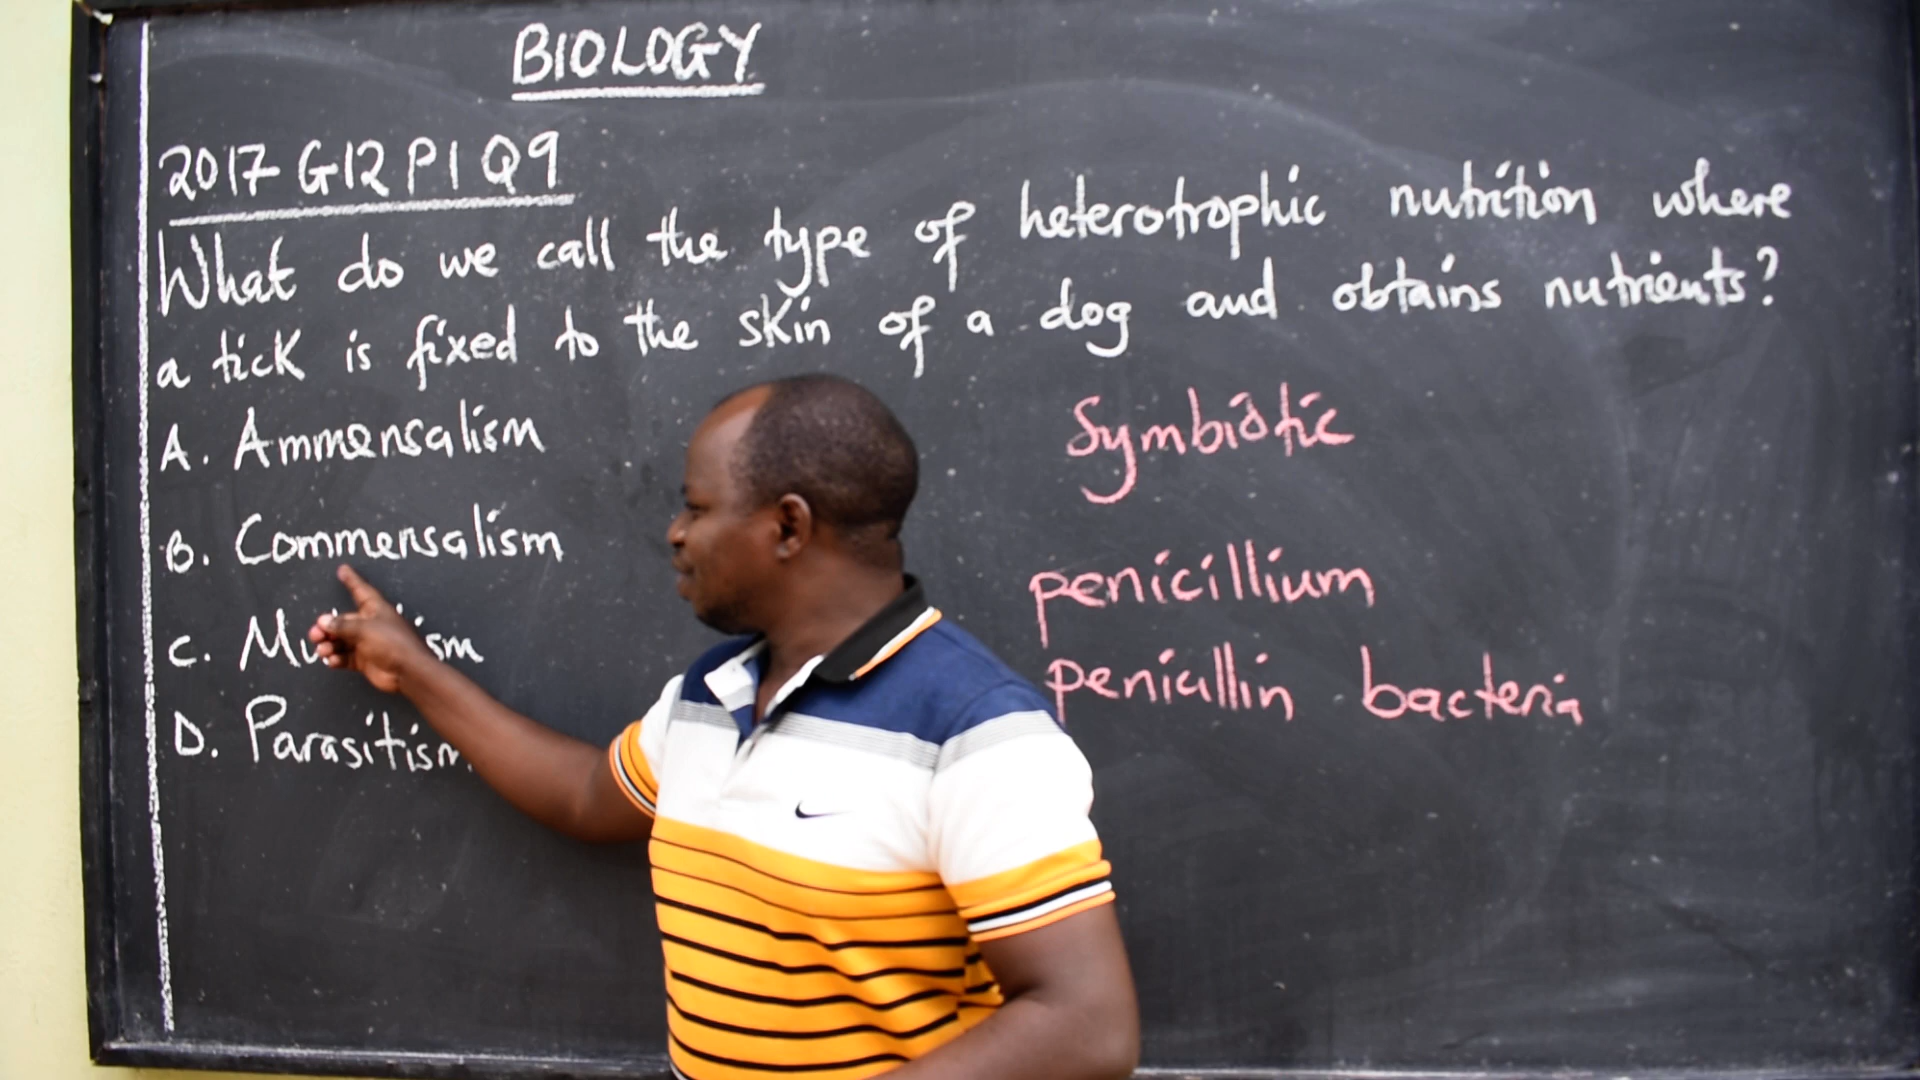 BIOLOGY
2017 G12 P1 Q9
What do we call the type of heterotrophic nutrition where
a tick is fixed to the skin of a dog and obtains nutrients?
A. Ammensalism
B. Commensalism
C.
D. Parasitism
Symbiotic
penicillium
penicillin bacteria